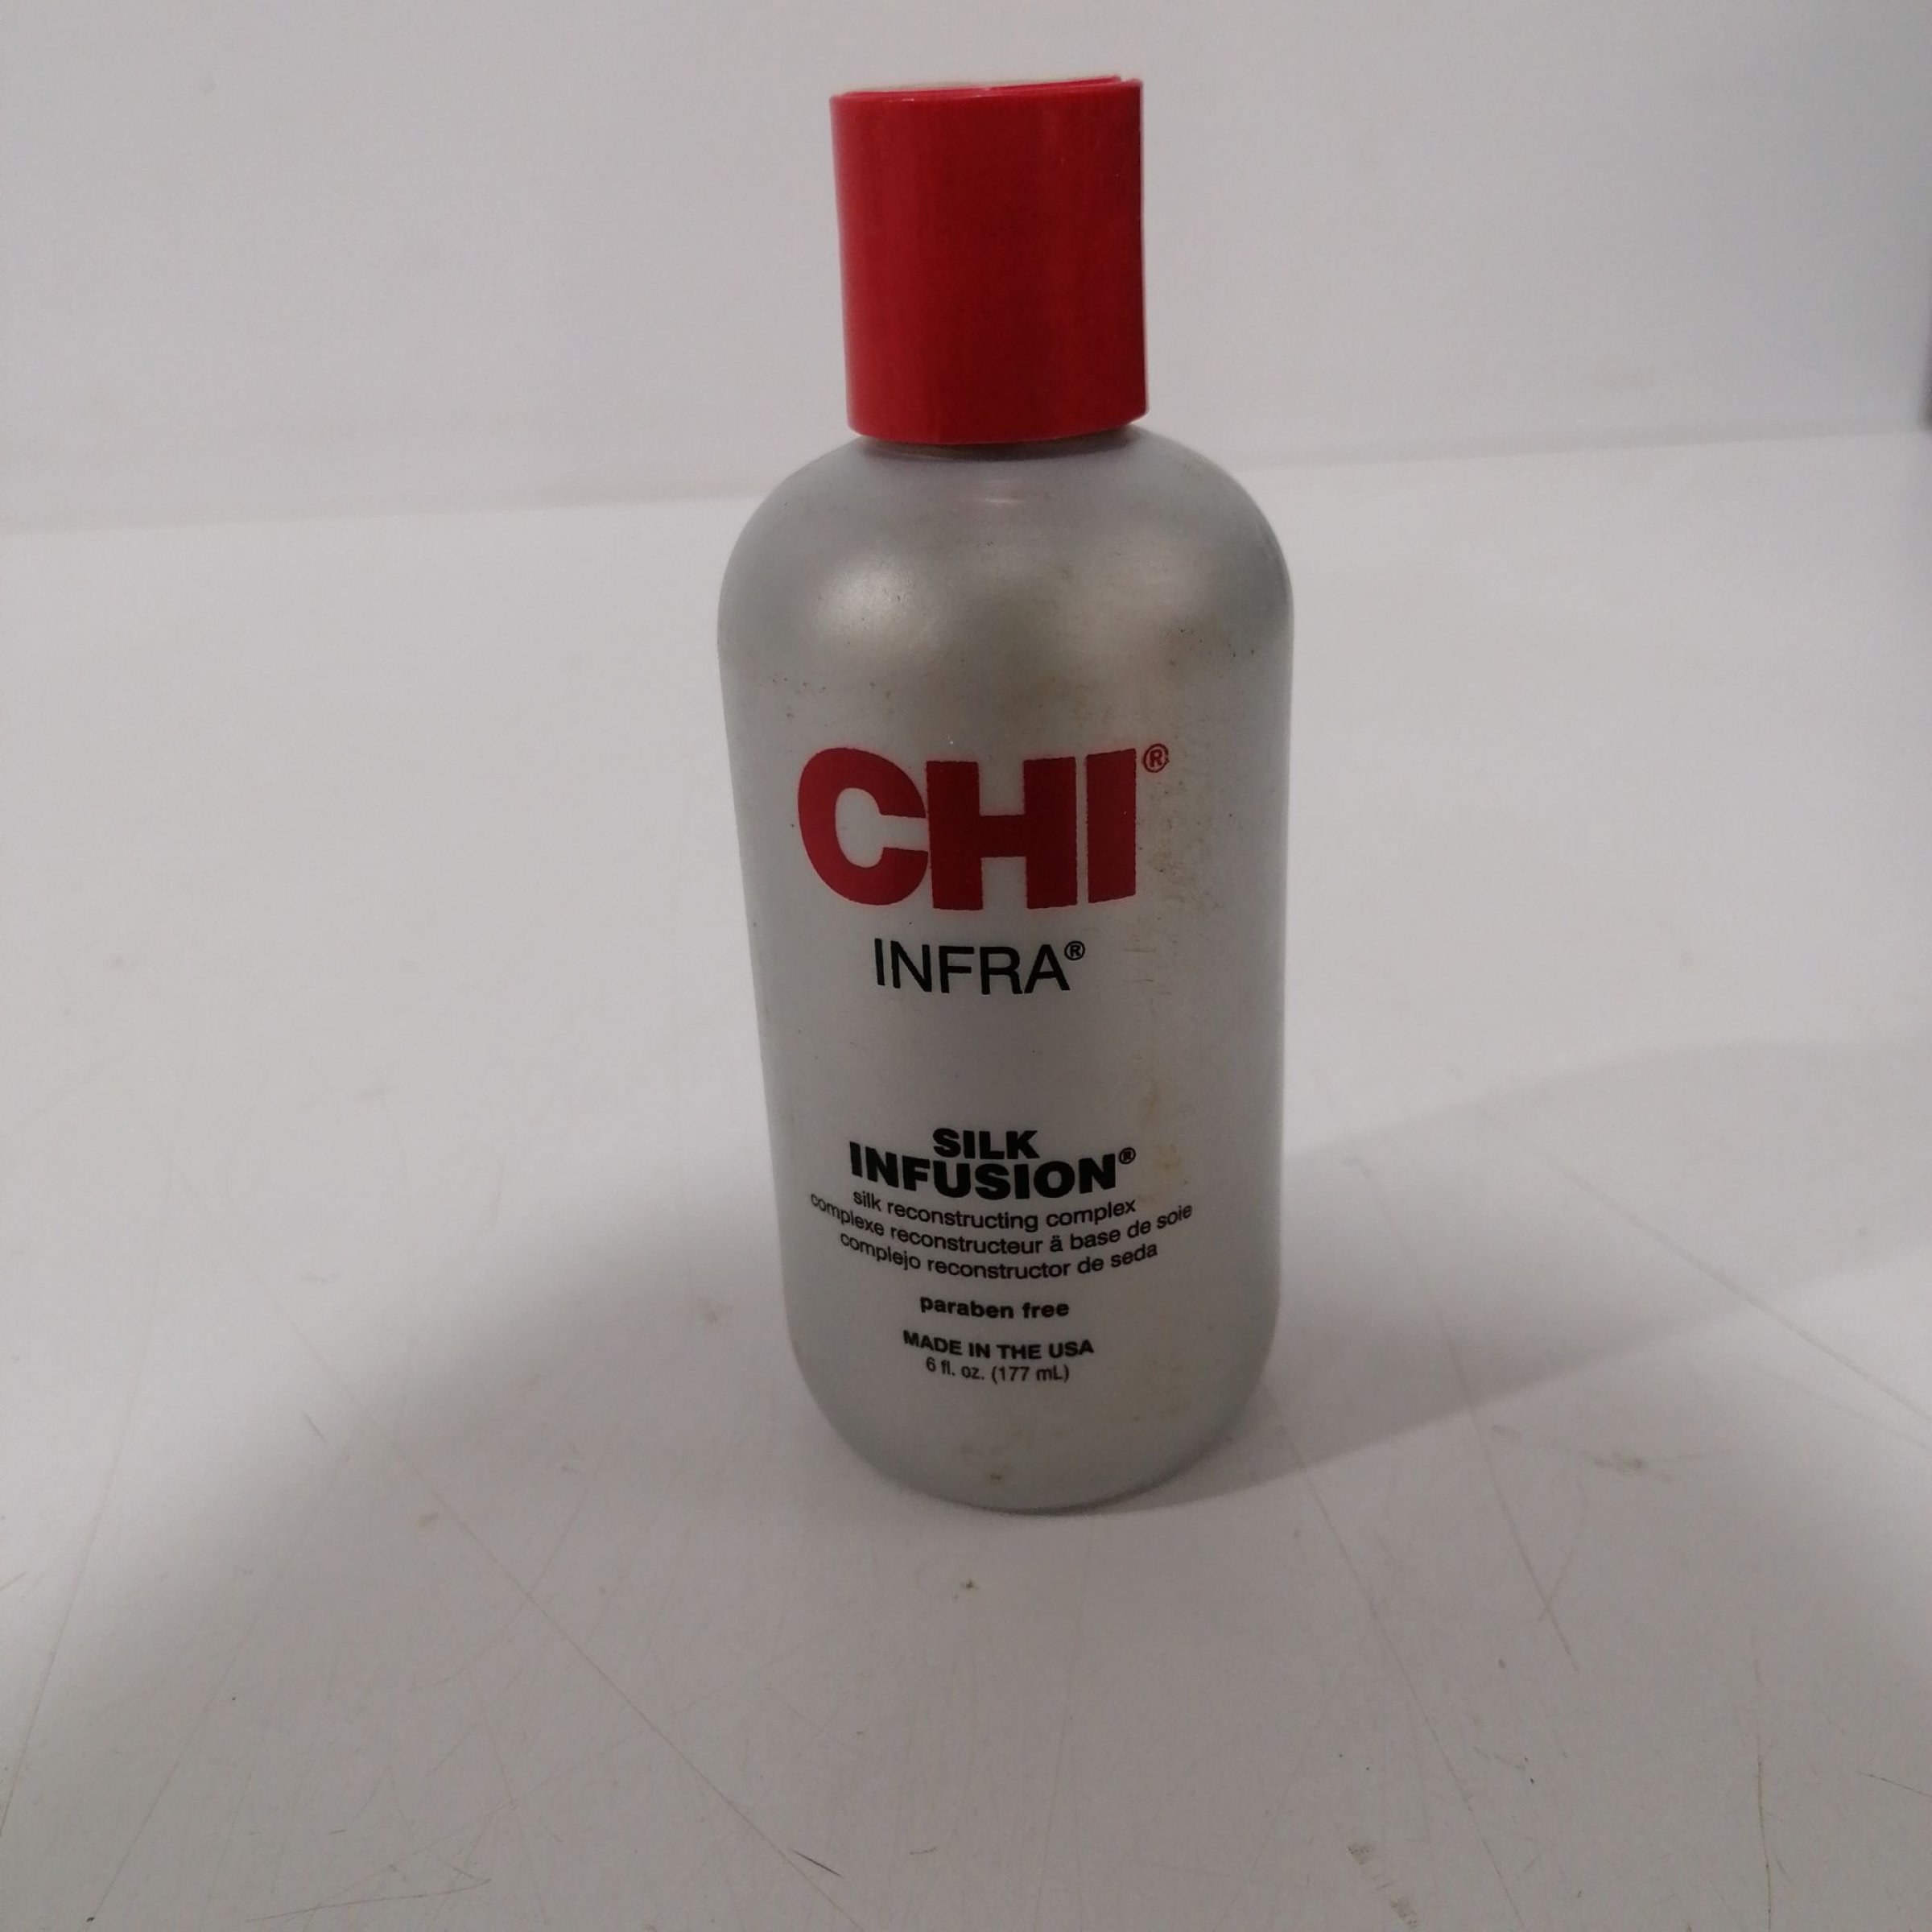 CHI®
INFRA®
SILK
INFUSION®
silk reconstructing complex
complexe reconstructeur ä base de soie
complejo reconstructor de seda
paraben free
MADE IN THE USA
6 fl. oz. (177 mL)